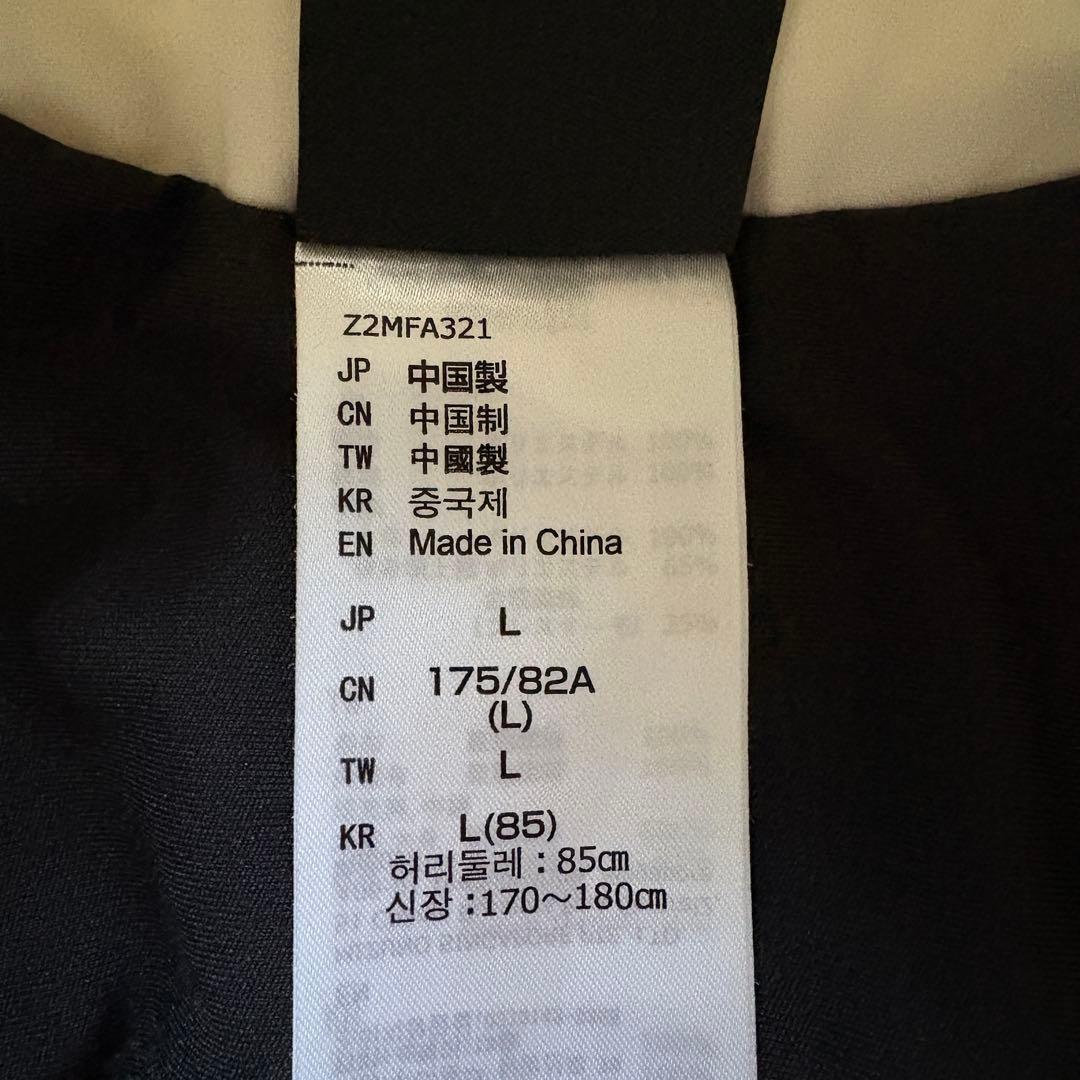 Z2MFA321
JP 中国製
CN 中国制
TW 中國製
KR 중국제
EN Made in China
JP L
CN 175/82A
(L)
TW L
KR L(85)
허리둘레 : 85㎝
신장 :170～180㎝